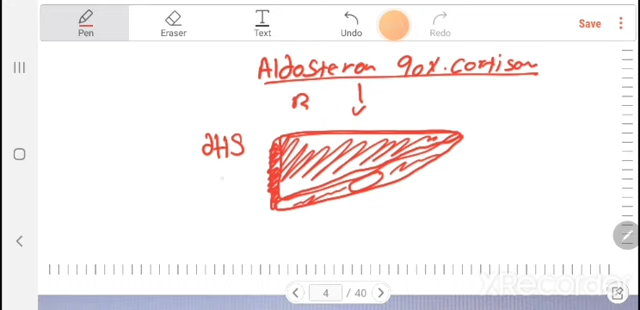 Pen
Eraser
Text
Undo
Redo
Save
Aldosteron 90%. Cortison
R
2HS
4 / 40
XRecorder